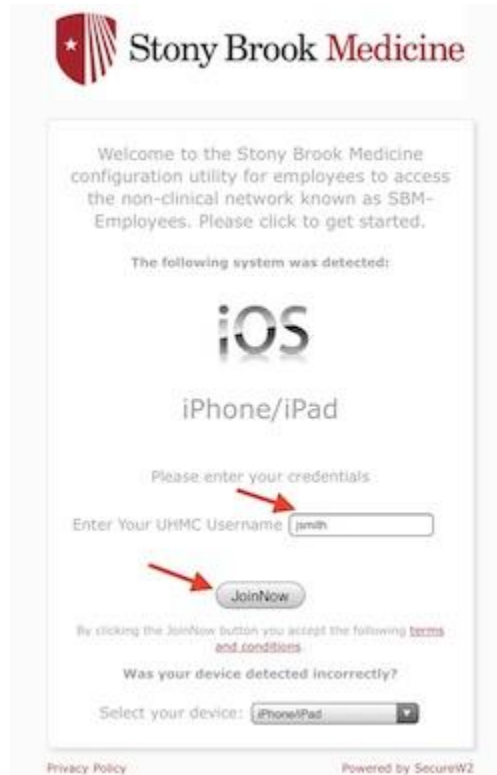 Stony Brook Medicine
Welcome to the Stony Brook Medicine
configuration utility for employees to access
the non-clinical network known as SBM-
Employees. Please click to get started.
The following system was detected:
iOS
iPhone/iPad
Please enter your credentials
Enter Your UHMC Username jsmith
JoinNow
By clicking the JoinNow button you accept the following terms
and conditions.
Was your device detected incorrectly?
Select your device: iPhone/iPad
Privacy Policy Powered by SecureW2